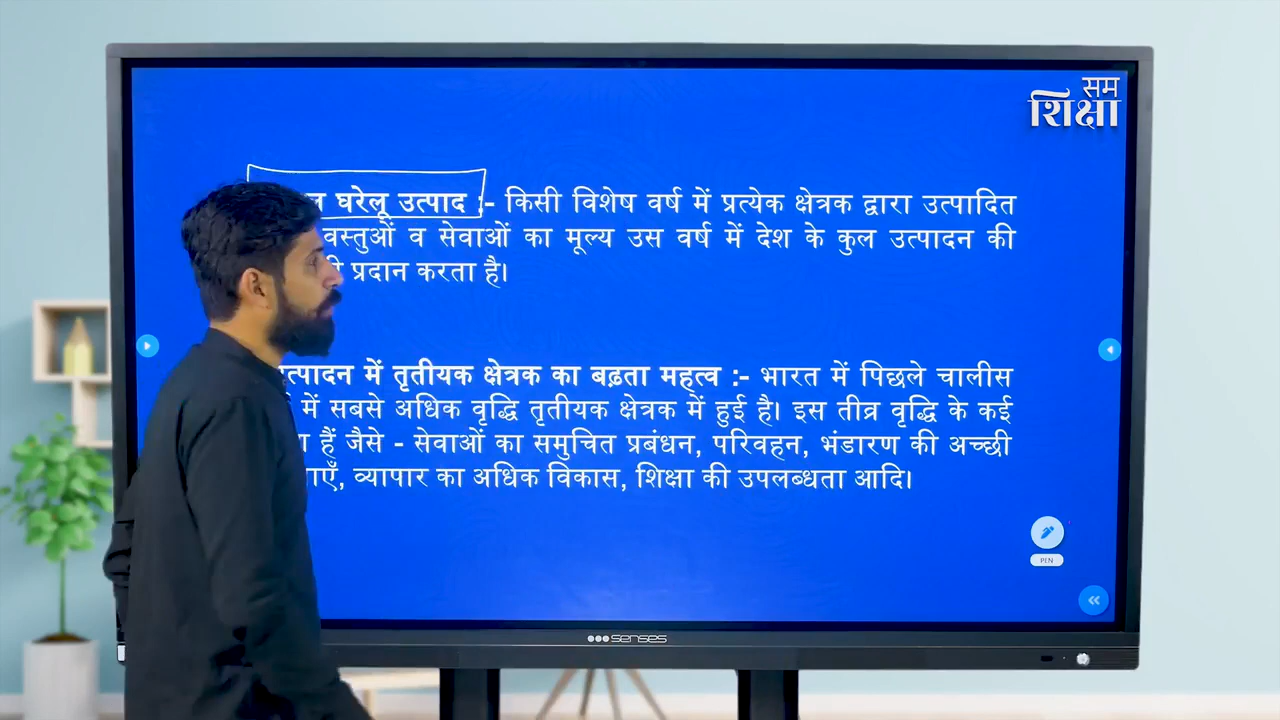 सम
शिक्षा
घरेलू उत्पाद :- किसी विशेष वर्ष में प्रत्येक क्षेत्रक द्वारा उत्पादित
वस्तुओं व सेवाओं का मूल्य उस वर्ष में देश के कुल उत्पादन की
प्रदान करता है।
में तृतीयक क्षेत्रक का बढ़ता महत्व :- भारत में पिछले चालीस
में सबसे अधिक वृद्धि तृतीयक क्षेत्रक में हुई है। इस तीव्र वृद्धि के कई
हैं जैसे - सेवाओं का समुचित प्रबंधन, परिवहन, भंडारण की अच्छी
व्यापार का अधिक विकास, शिक्षा की उपलब्धता आदि।
PEN
senses